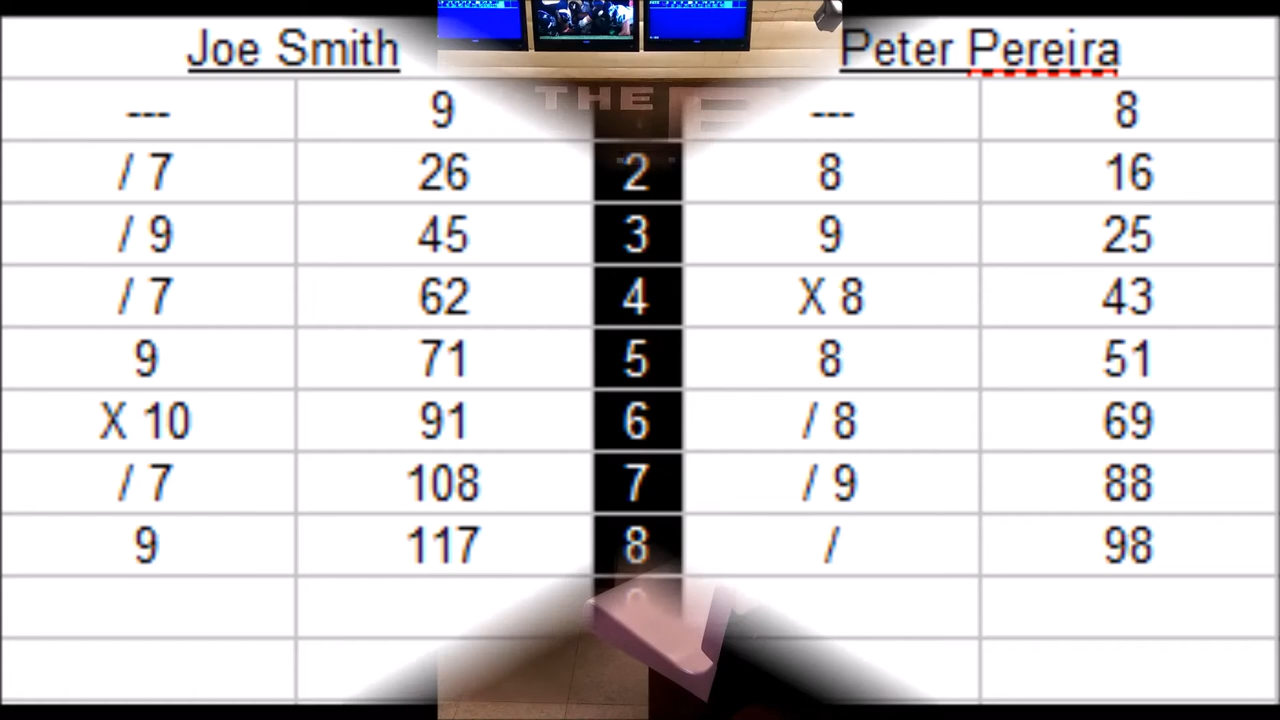 Joe Smith Peter Pereira
THE
--- 9 --- 8
/ 7 26 2 8 16
/ 9 45 3 9 25
/ 7 62 4 X 8 43
9 71 5 8 51
X 10 91 6 / 8 69
/ 7 108 7 / 9 88
9 117 8 / 98